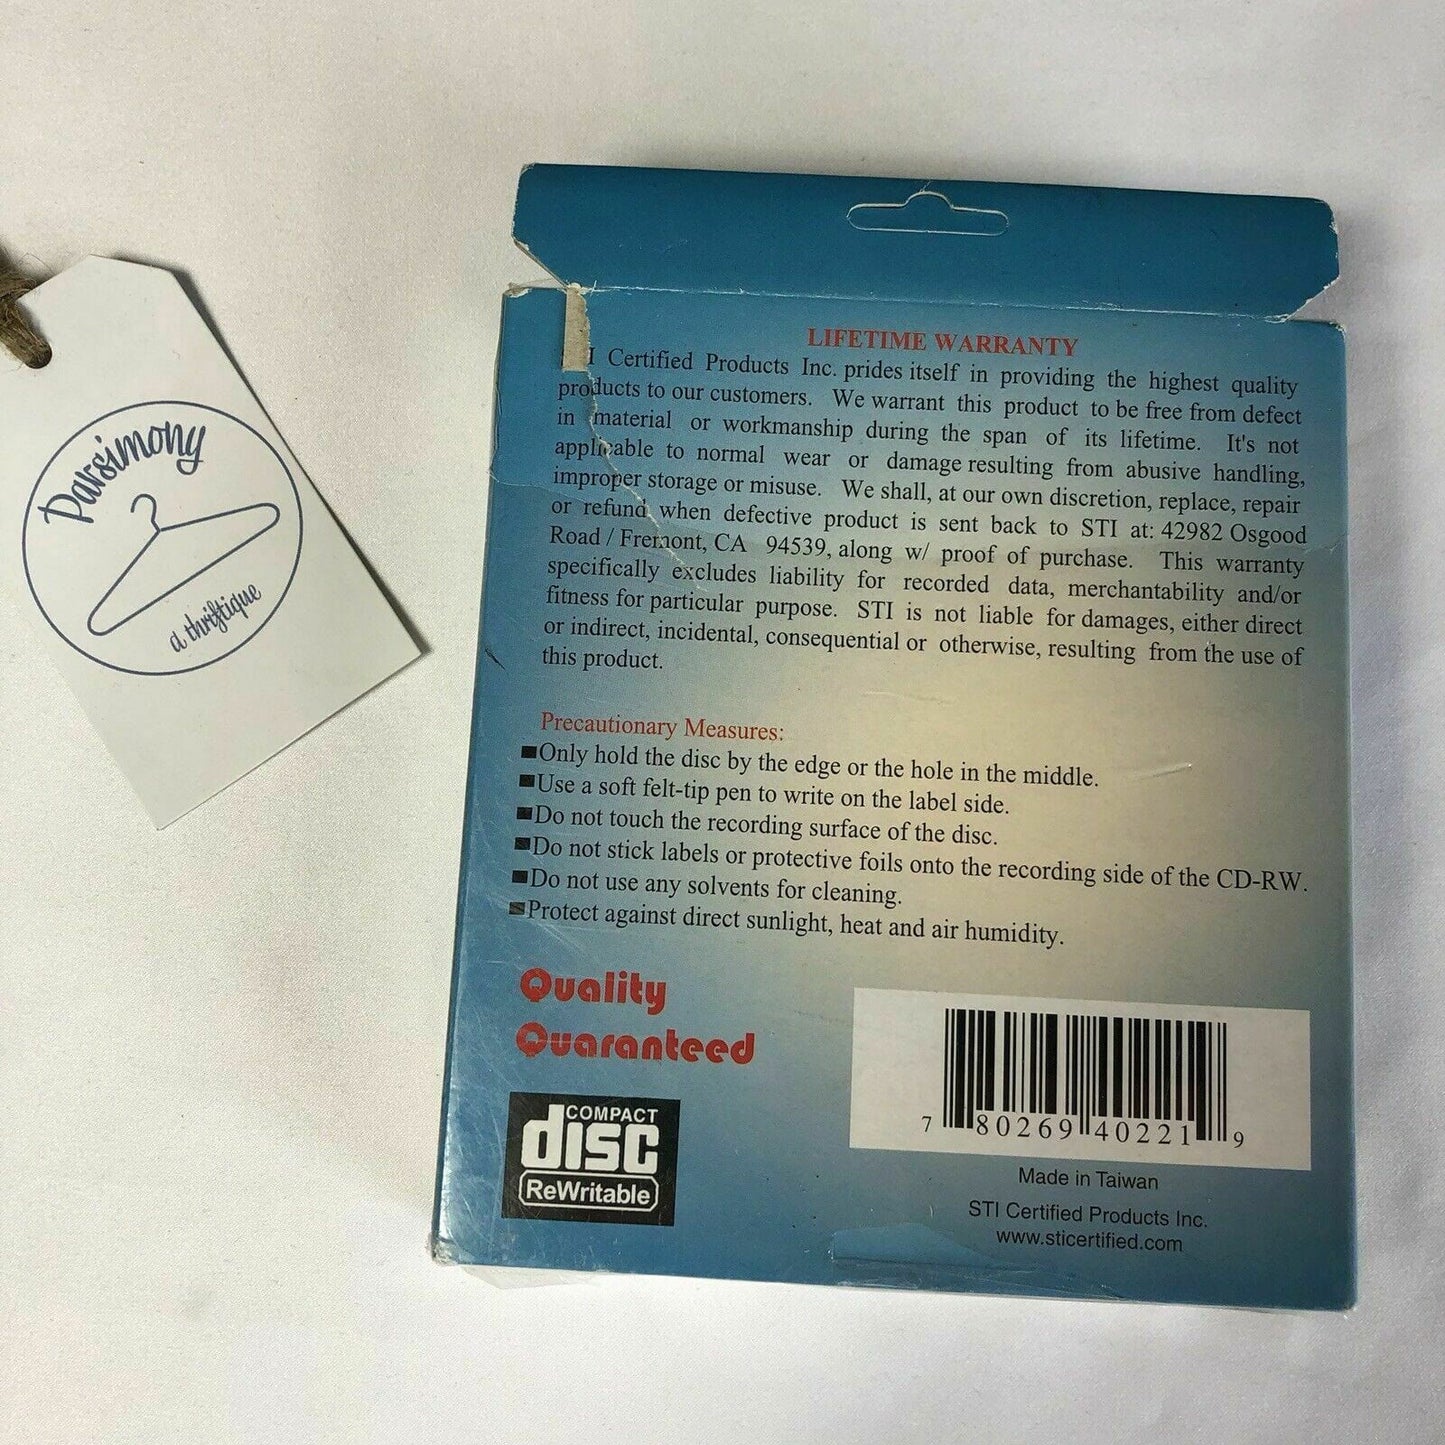 Parsimony
a thriftique
LIFETIME WARRANTY
STI Certified Products Inc. prides itself in providing the highest quality
products to our customers. We warrant this product to be free from defect
in material or workmanship during the span of its lifetime. It's not
applicable to normal wear or damage resulting from abusive handling,
improper storage or misuse. We shall, at our own discretion, replace, repair
or refund when defective product is sent back to STI at: 42982 Osgood
Road / Fremont, CA 94539, along w/ proof of purchase. This warranty
specifically excludes liability for recorded data, merchantability and/or
fitness for particular purpose. STI is not liable for damages, either direct
or indirect, incidental, consequential or otherwise, resulting from the use of
this product.
Precautionary Measures:
■Only hold the disc by the edge or the hole in the middle.
■Use a soft felt-tip pen to write on the label side.
■Do not touch the recording surface of the disc.
■Do not stick labels or protective foils onto the recording side of the CD-RW.
■Do not use any solvents for cleaning.
■Protect against direct sunlight, heat and air humidity.
Quality
Quaranteed
COMPACT
disc
ReWritable
7 80269 40221 9
Made in Taiwan
STI Certified Products Inc.
www.sticertified.com